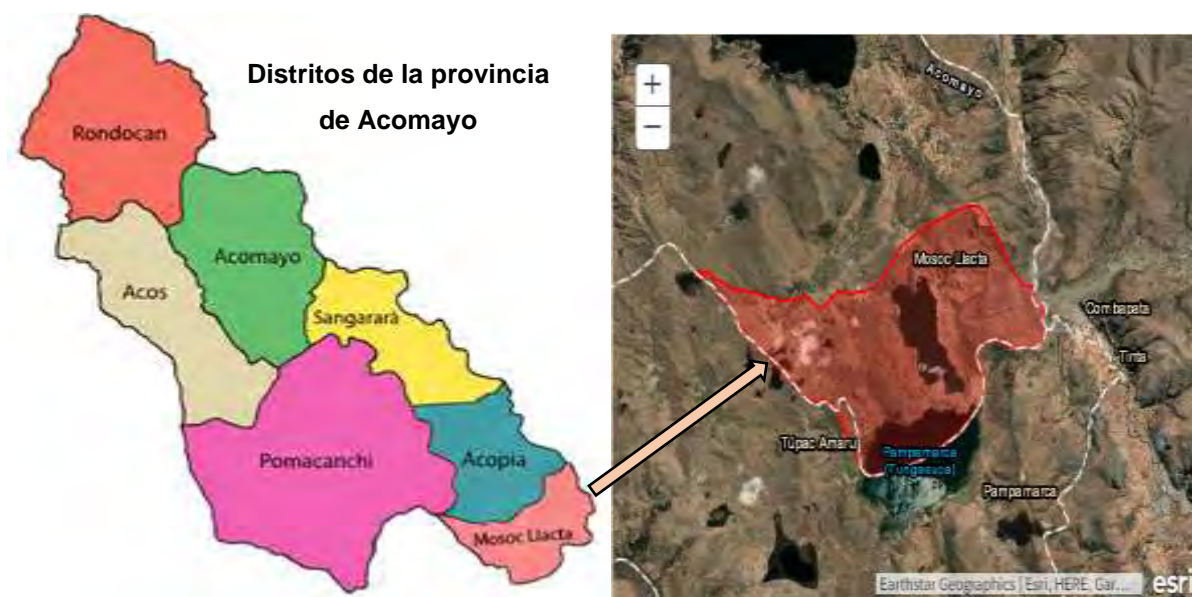 Distritos de la provincia
de Acomayo
Rondocan
Acomayo
Acos
Sangarará
Pomacanchi
Acopia
Mosoc Llacta
+
−
Acomayo
Mosoc Llacta
Combapata
Tinta
Túpac Amaru
Pampamarca
(Tungasuca)
Pampamarca
Earthstar Geographics | Esri, HERE, Gar...
esri